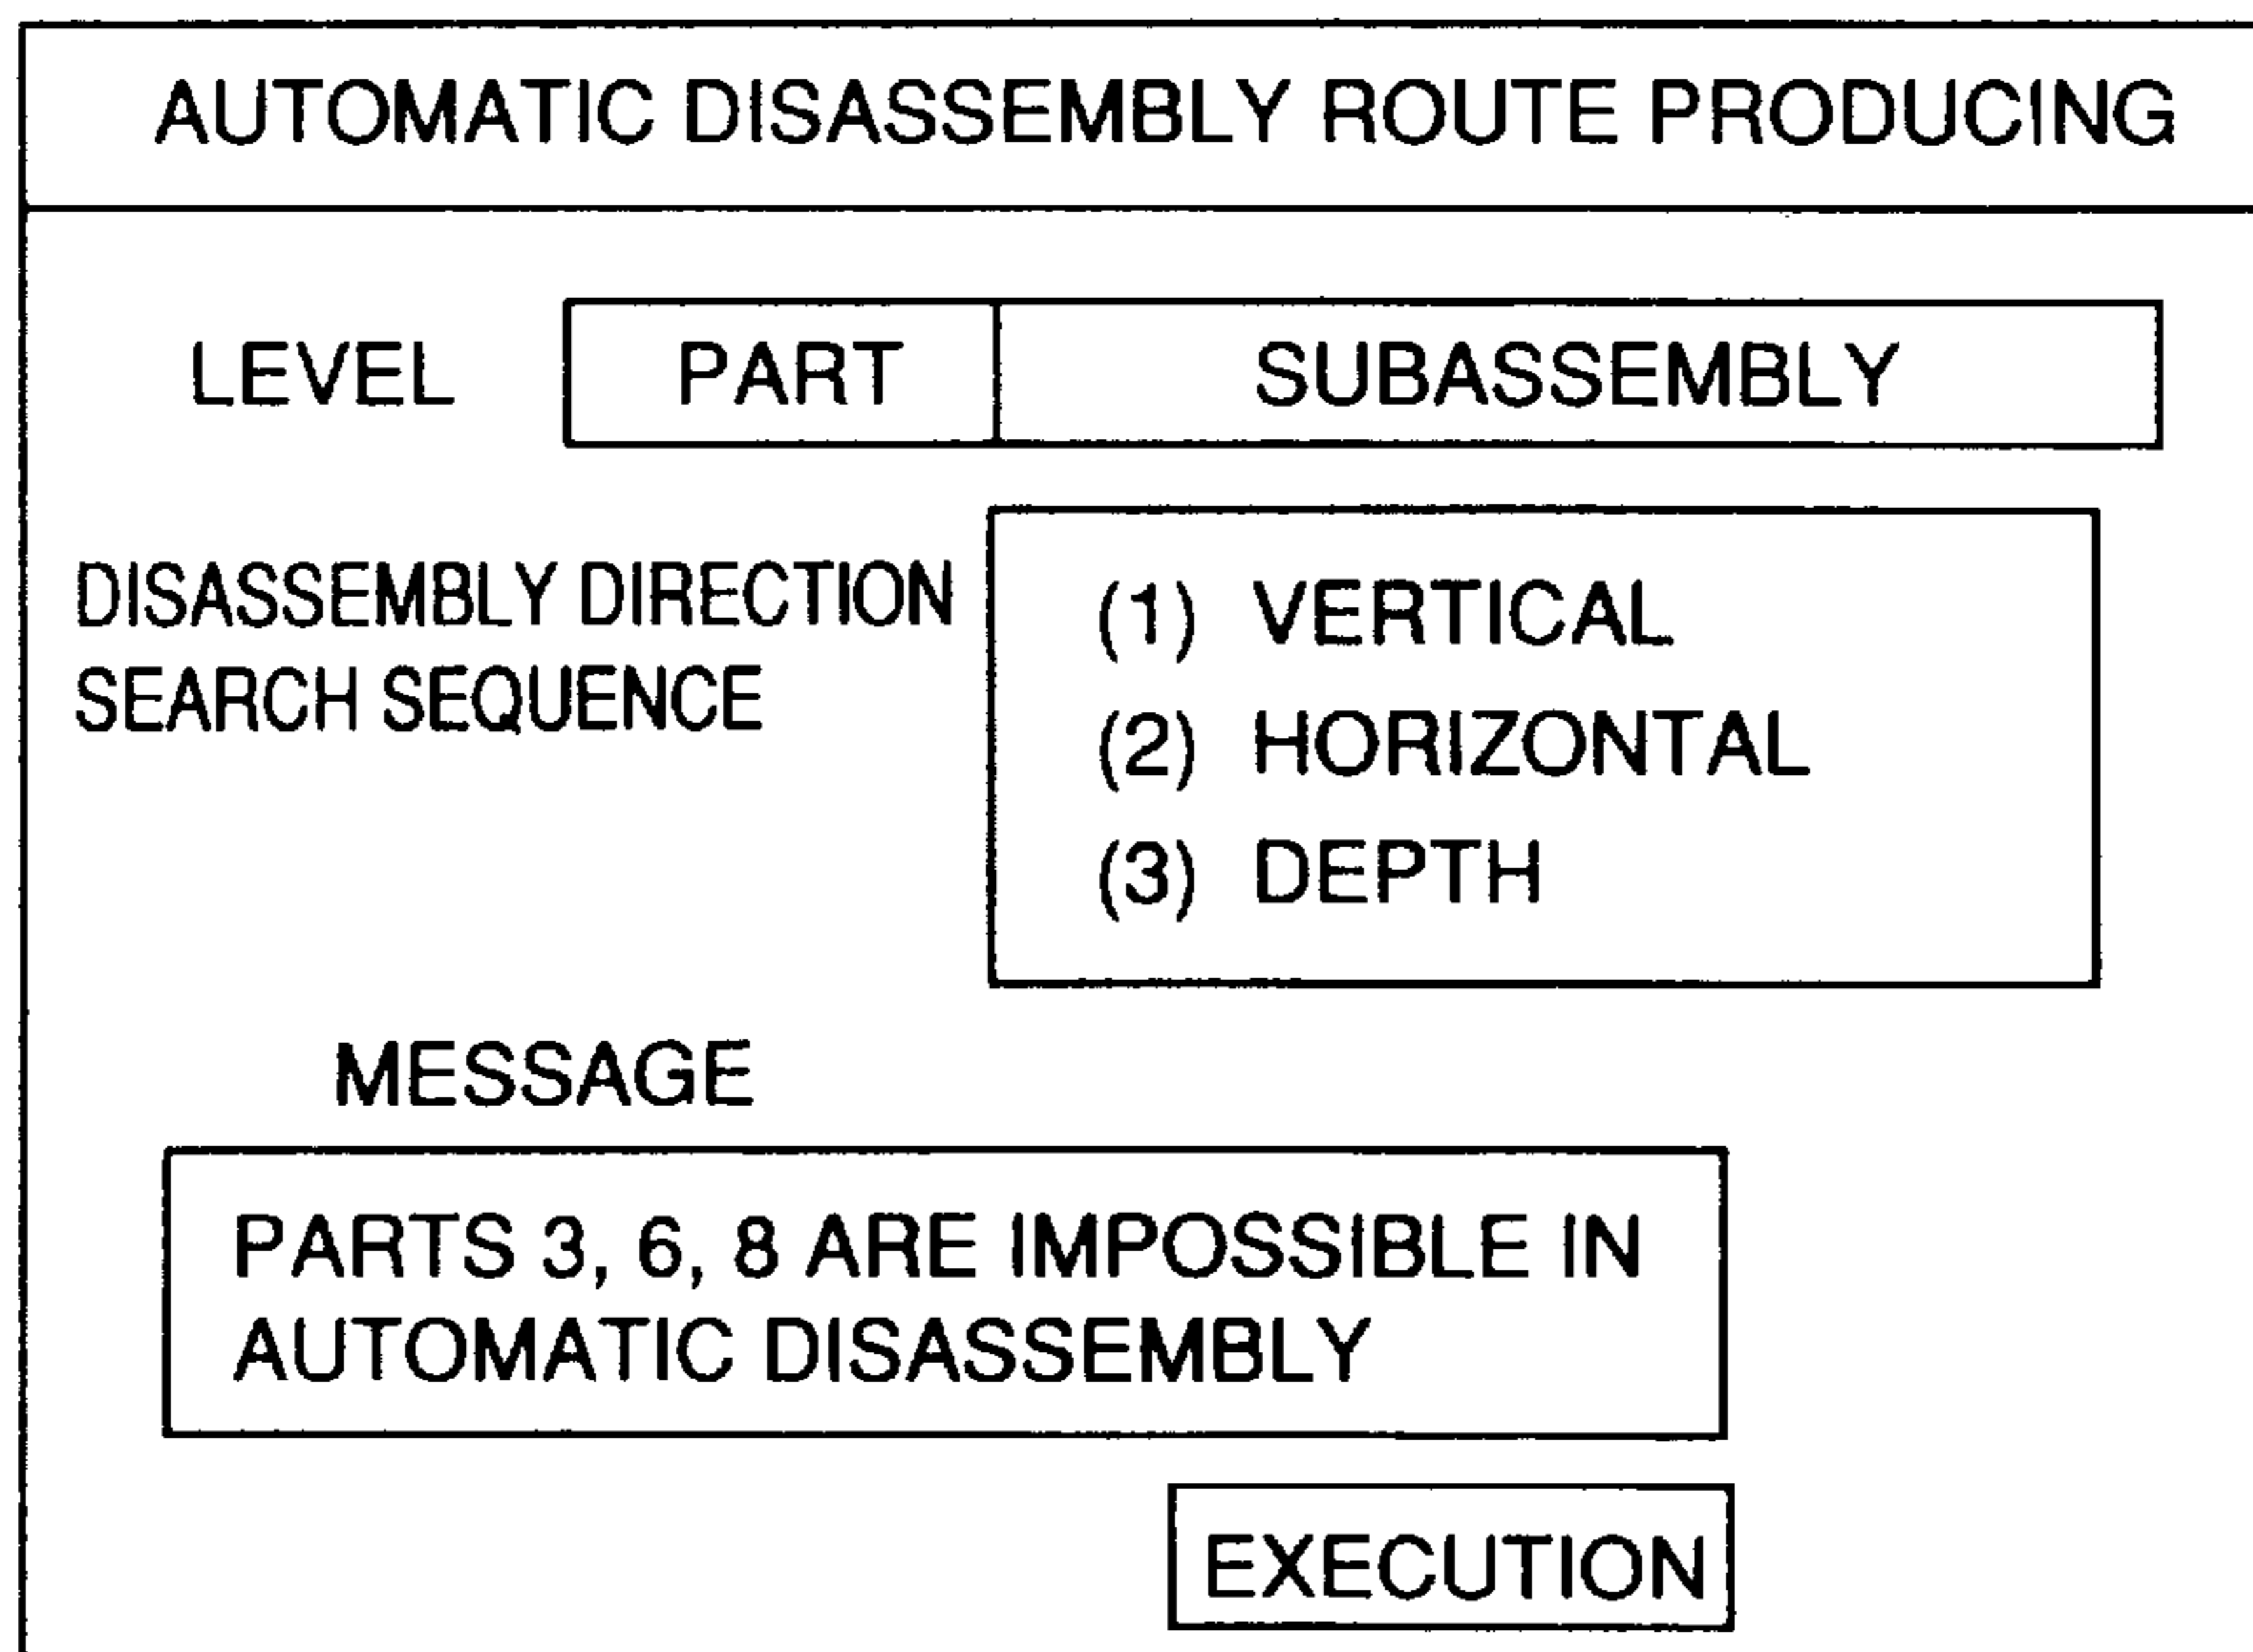 AUTOMATIC DISASSEMBLY ROUTE PRODUCING
LEVEL PART SUBASSEMBLY
DISASSEMBLY DIRECTION
SEARCH SEQUENCE
(1) VERTICAL
(2) HORIZONTAL
(3) DEPTH
MESSAGE
PARTS 3, 6, 8 ARE IMPOSSIBLE IN
AUTOMATIC DISASSEMBLY
EXECUTION